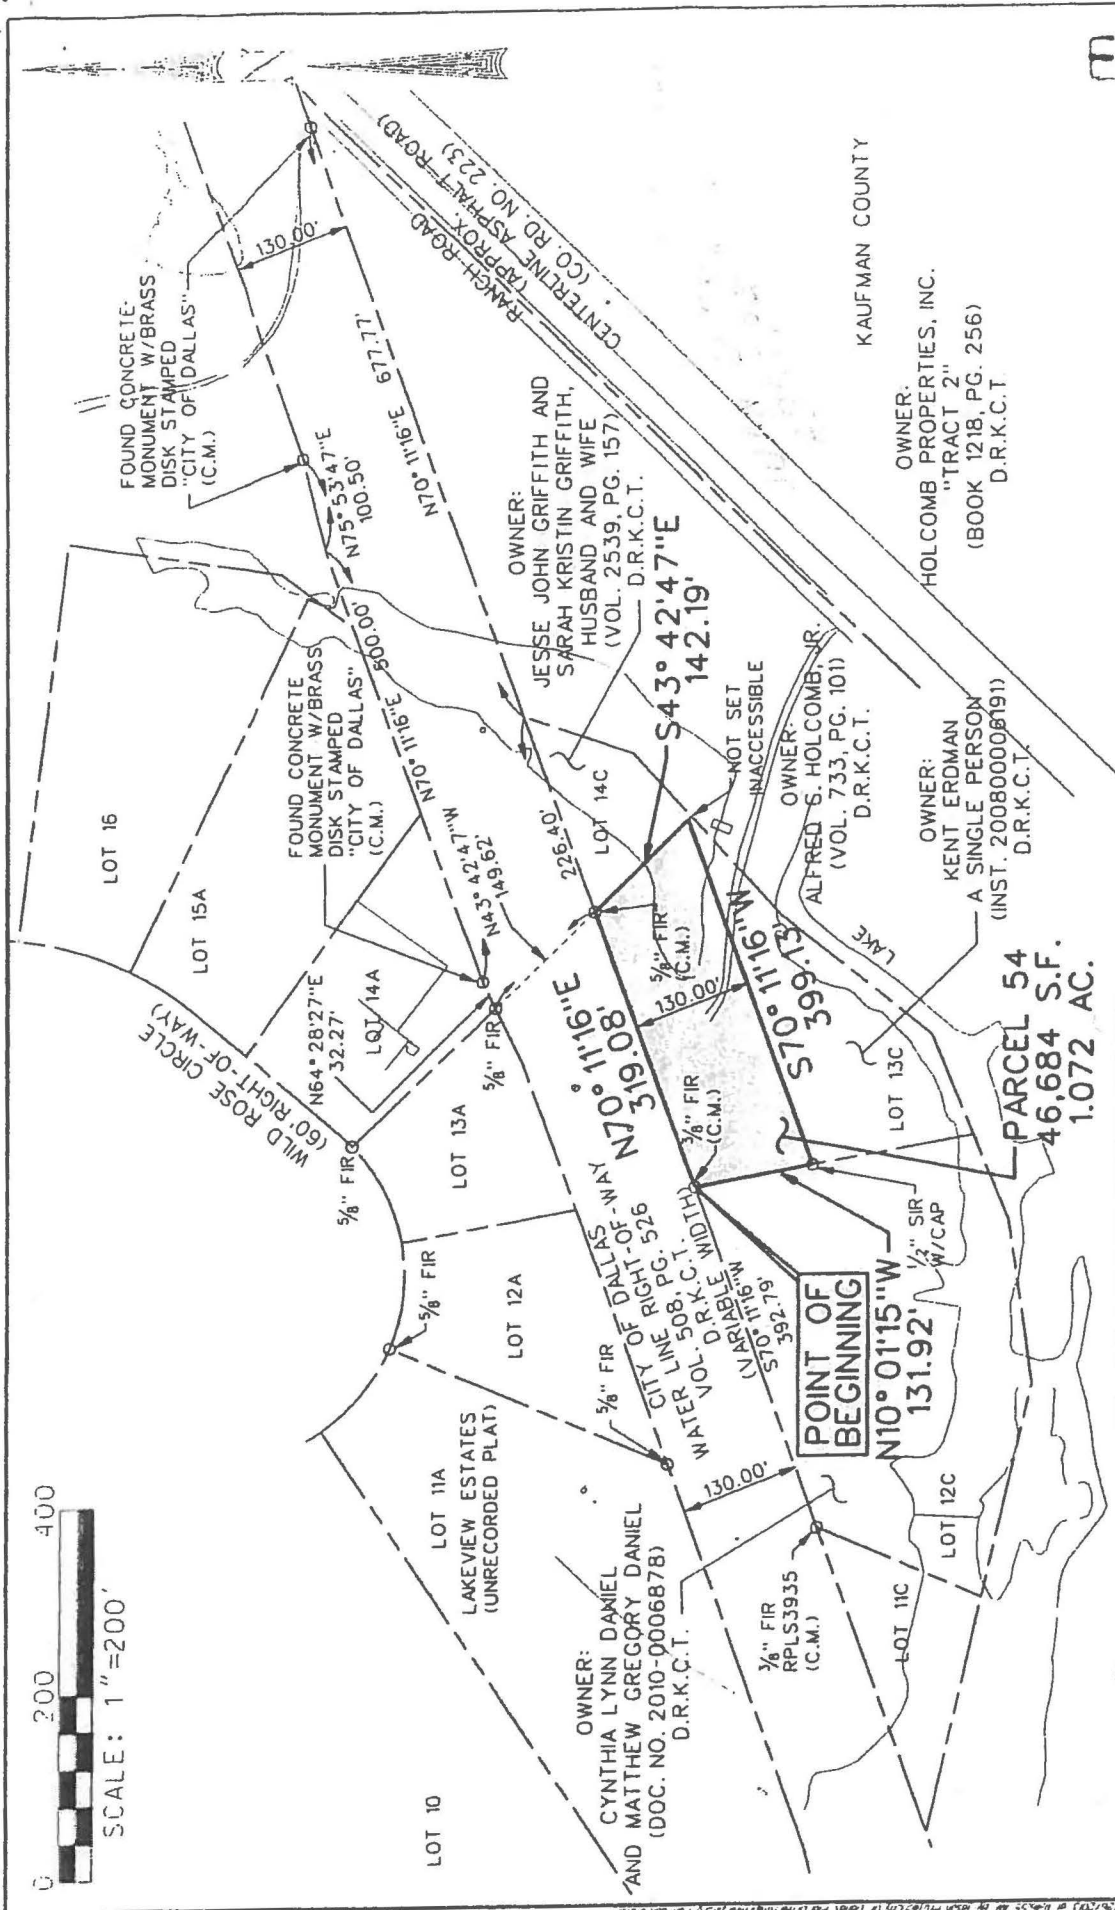 0 200 400
SCALE: 1"=200'
LOT 10
LOT 11A
LAKEVIEW ESTATES
(UNRECORDED PLAT)
5/8" FIR
LOT 12A
5/8" FIR
WILD ROSE CIRCLE
(60' RIGHT-OF-WAY)
LOT 13A
N64°28'27"E
32.27'
LOT 14A
LOT 15A
LOT 16
FOUND CONCRETE
MONUMENT W/BRASS
DISK STAMPED
"CITY OF DALLAS"
(C.M.)
FOUND CONCRETE
MONUMENT W/BRASS
DISK STAMPED
"CITY OF DALLAS"
(C.M.)
N75°53'47"E
100.50'
N70°11'16"E 500.00'
130.00'
N70°11'16"E 677.77'
N43°42'47"W
149.62'
5/8" FIR
5/8" FIR
226.40'
RANCH ROAD
(APPROX.
CENTERLINE ASPHALT ROAD)
(CO. RD. NO. 223)
KAUFMAN COUNTY
OWNER:
JESSE JOHN GRIFFITH AND
SARAH KRISTIN GRIFFITH,
HUSBAND AND WIFE
(VOL. 2539, PG. 157)
D.R.K.C.T.
LOT 14C
S43°42'47"E
142.19'
NOT SET
INACCESSIBLE
OWNER:
HOLCOMB PROPERTIES, INC.
"TRACT 2"
(BOOK 1218, PG. 256)
D.R.K.C.T
OWNER:
ALFRED S. HOLCOMB, JR.
(VOL. 733, PG. 101)
D.R.K.C.T.
OWNER:
KENT ERDMAN
A SINGLE PERSON
(INST. 200800006191)
D.R.K.C.T.
LAKE
N70°11'16"E
319.08'
5/8" FIR
(C.M.)
130.00'
S70°11'16"W
399.13'
3/8" FIR
(C.M.)
LOT 13C
PARCEL 54
46,684 S.F.
1.072 AC.
CITY OF DALLAS
CITY RIGHT-OF-WAY
WATER LINE, PG. 526
VOL. 508,
D.R.K.C.T.
(VARIABLE WIDTH)
S70°11'16"W
392.79'
POINT OF
BEGINNING
N10°01'15"W
131.92'
1/2" SIR
W/CAP
130.00'
OWNER:
CYNTHIA LYNN DANIEL
AND MATTHEW GREGORY DANIEL
(DOC. NO. 2010-0006878)
D.R.K.C.T.
3/8" FIR
RPLS3935
(C.M.)
LOT 11C
LOT 12C